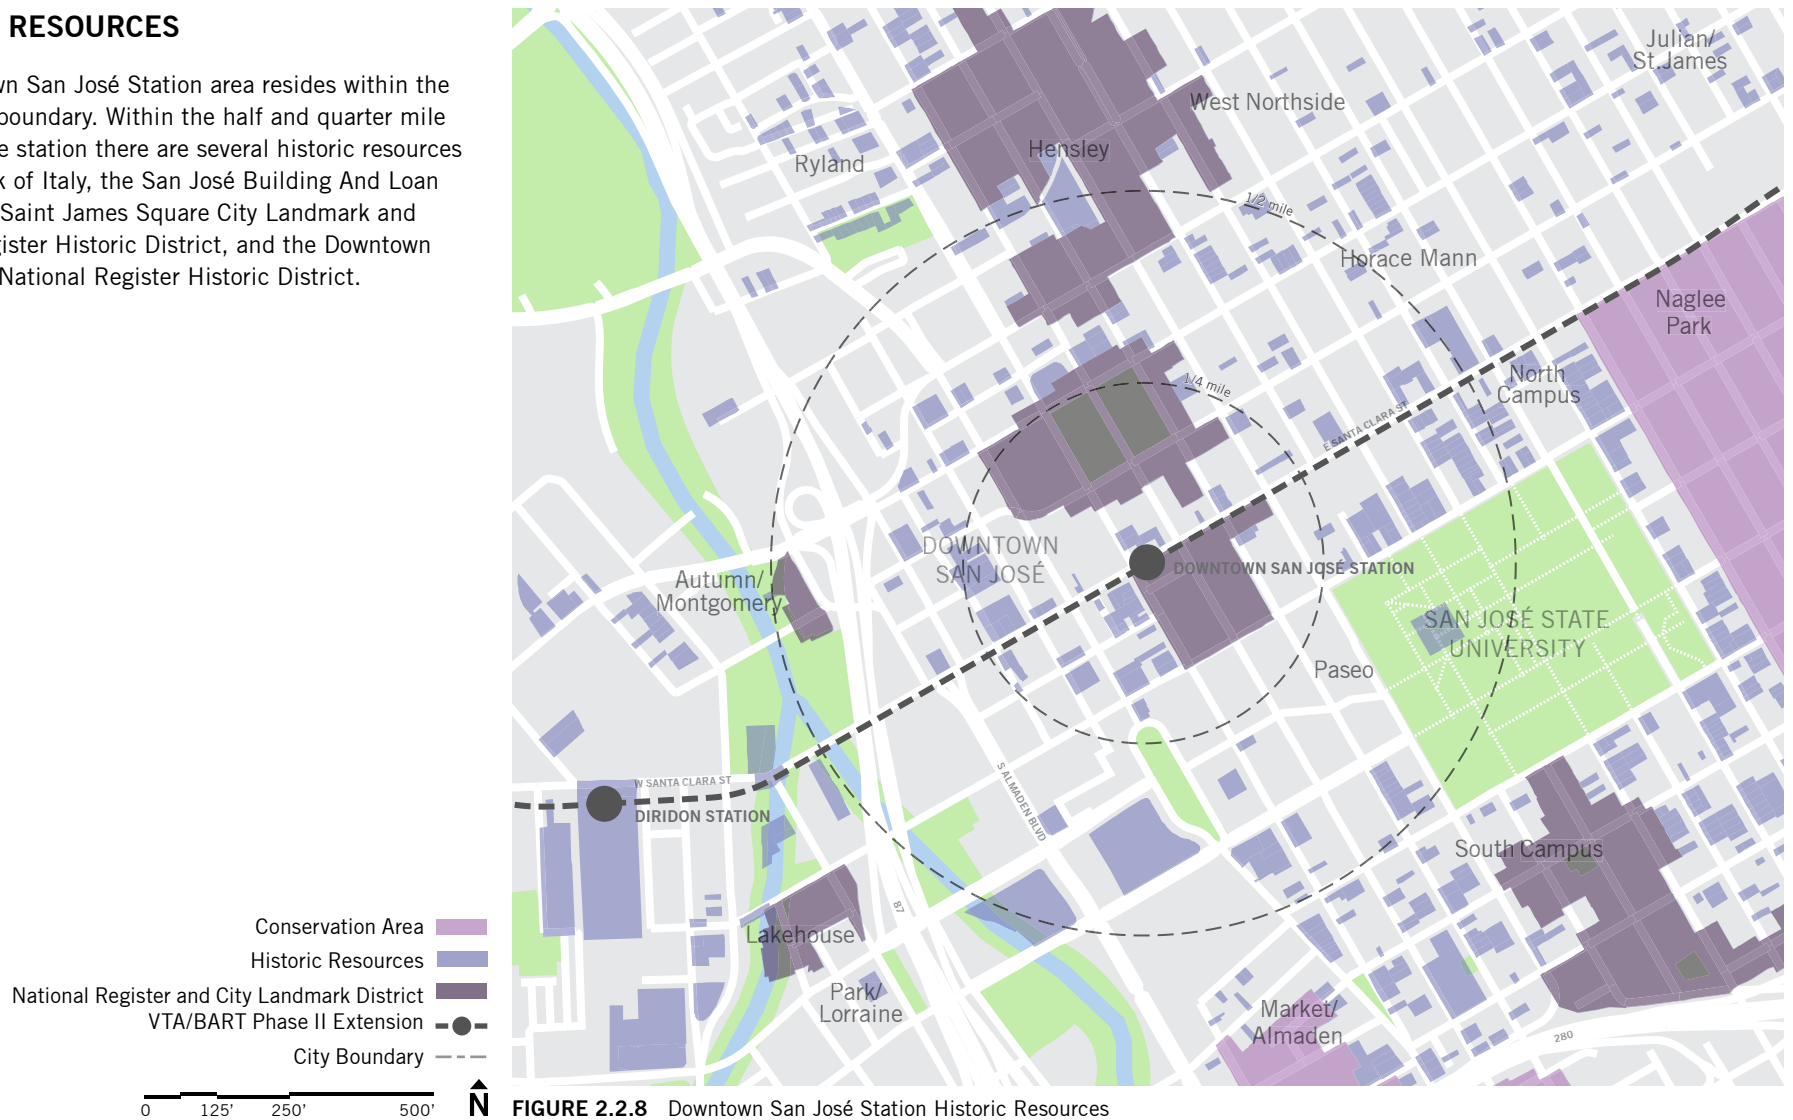 RESOURCES
wn San José Station area resides within the
boundary. Within the half and quarter mile
e station there are several historic resources
k of Italy, the San José Building And Loan
Saint James Square City Landmark and
gister Historic District, and the Downtown
National Register Historic District.
Julian/
St.James
West Northside
Hensley
Ryland
1/2 mile
Horace Mann
Naglee
Park
1/4 mile
North
Campus
E SANTA CLARA ST
DOWNTOWN
SAN JOSÉ
DOWNTOWN SAN JOSÉ STATION
Autumn/
Montgomery
SAN JOSÉ STATE
UNIVERSITY
Paseo
W SANTA CLARA ST
DIRIDON STATION
S ALMADEN BLVD
South Campus
87
Lakehouse
Park/
Lorraine
Market/
Almaden
280
Conservation Area
Historic Resources
National Register and City Landmark District
VTA/BART Phase II Extension
City Boundary
0 125' 250' 500'
N
FIGURE 2.2.8 Downtown San José Station Historic Resources